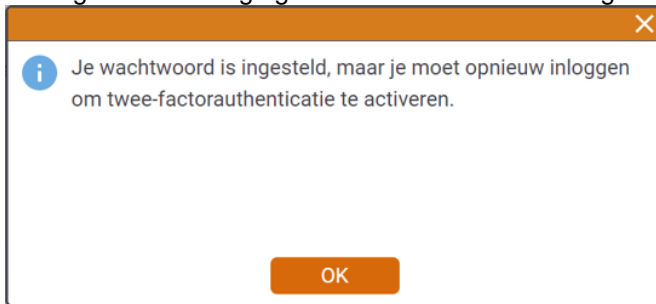 Je wachtwoord is ingesteld, maar je moet opnieuw inloggen
om twee-factorauthenticatie te activeren.
OK